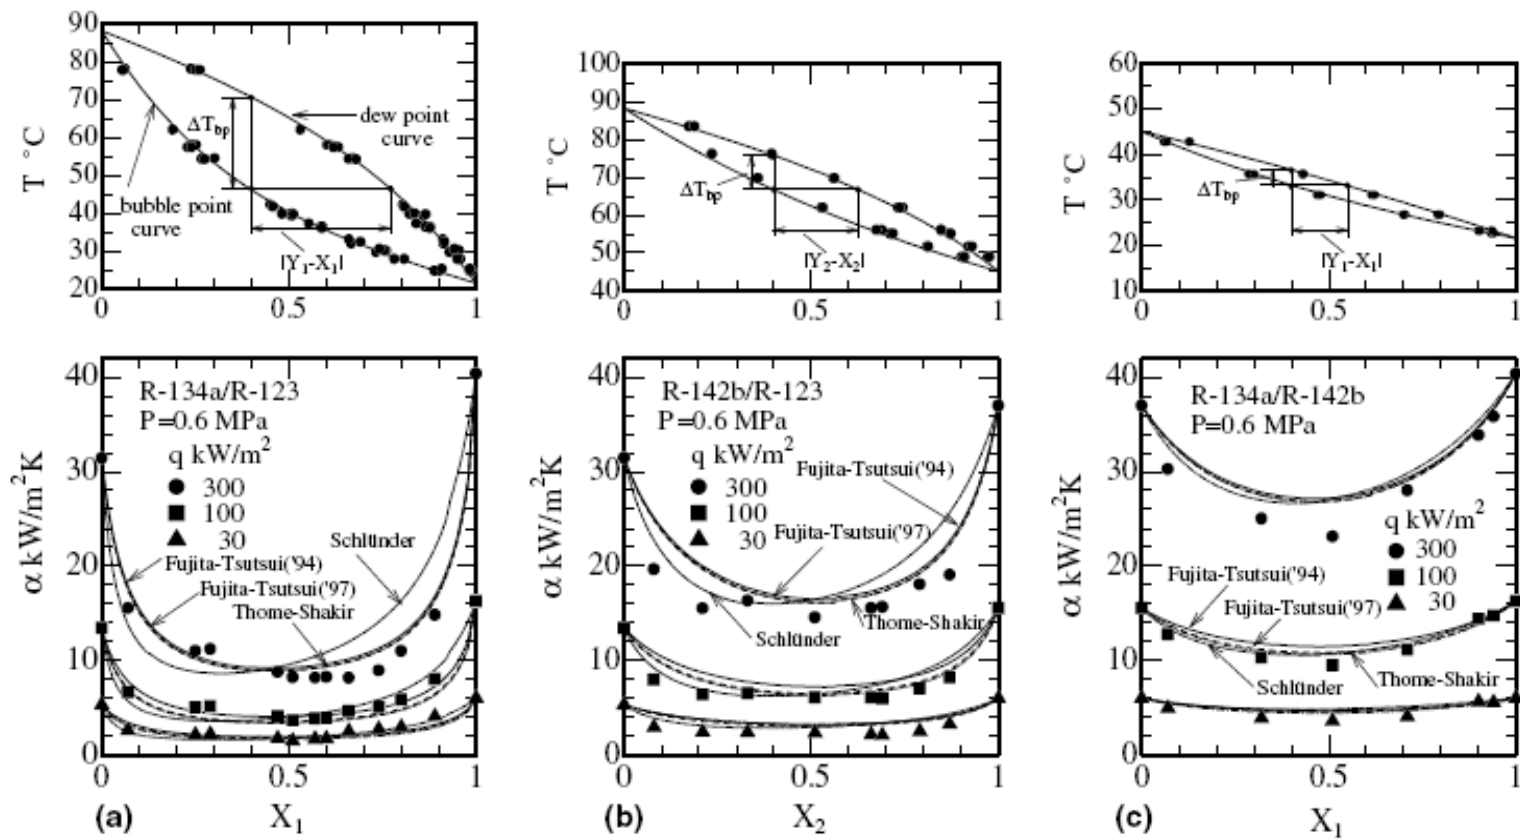 90
80
70
60
50
40
30
20
T °C
ΔT_bp
dew point
curve
bubble point
curve
|Y₁-X₁|
0
0.5
1
100
90
80
70
60
50
40
T °C
ΔT_bp
|Y₂-X₂|
0
0.5
1
60
50
40
30
20
10
T °C
ΔT_bp
|Y₁-X₁|
0
0.5
1
40
30
20
10
0
α kW/m²K
R-134a/R-123
P=0.6 MPa
q kW/m²
300
100
30
Schlünder
Fujita-Tsutsui('94)
Fujita-Tsutsui('97)
Thome-Shakir
0
0.5
1
(a)
X₁
40
30
20
10
0
α kW/m²K
R-142b/R-123
P=0.6 MPa
q kW/m²
300
100
30
Fujita-Tsutsui('94)
Fujita-Tsutsui('97)
Schlünder
Thome-Shakir
0
0.5
1
(b)
X₂
40
30
20
10
0
α kW/m²K
R-134a/R-142b
P=0.6 MPa
q kW/m²
300
100
30
Fujita-Tsutsui('94)
Fujita-Tsutsui('97)
Schlünder
Thome-Shakir
0
0.5
1
(c)
X₁